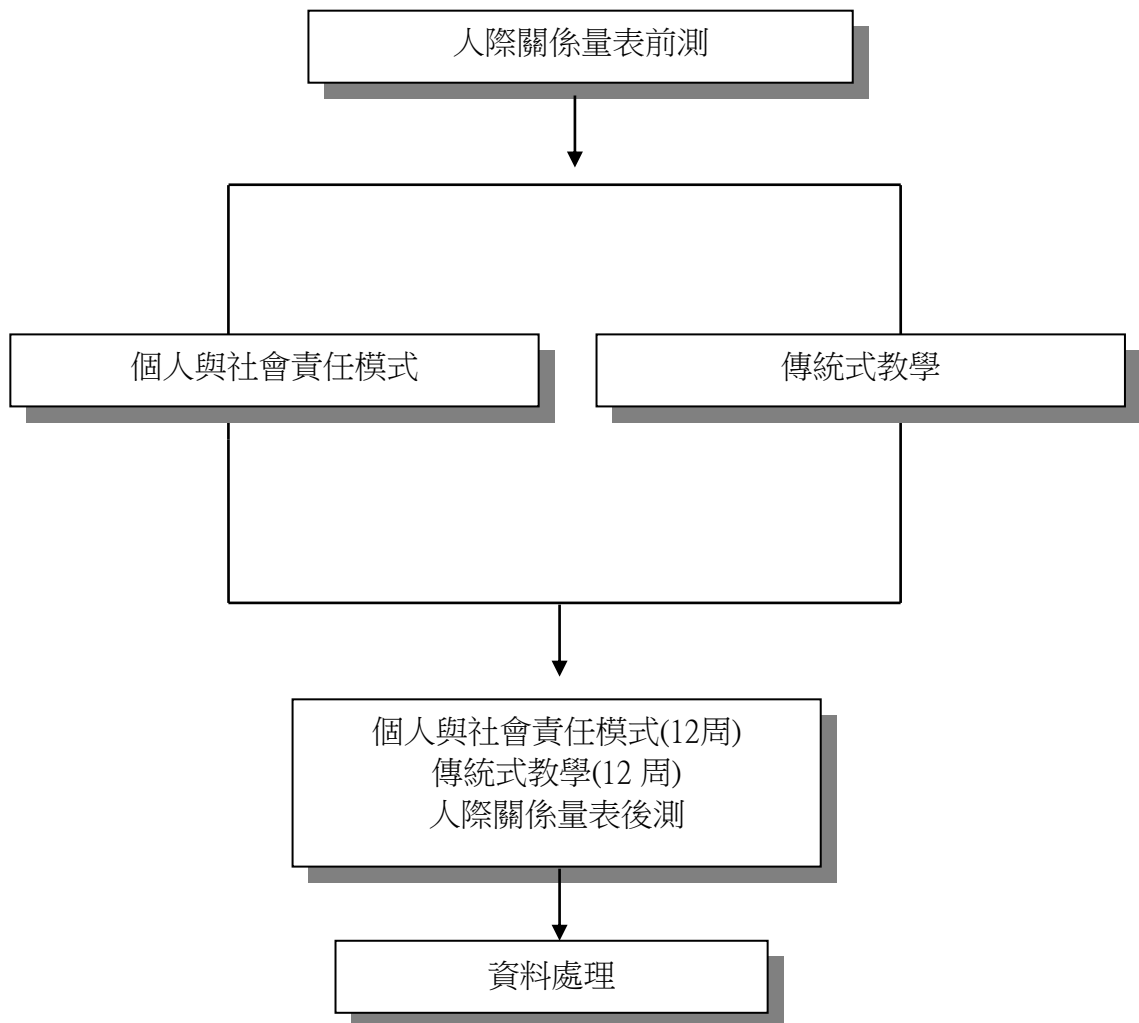 人際關係量表前測
個人與社會責任模式
傳統式教學
個人與社會責任模式(12周)
傳統式教學(12 周)
人際關係量表後測
資料處理